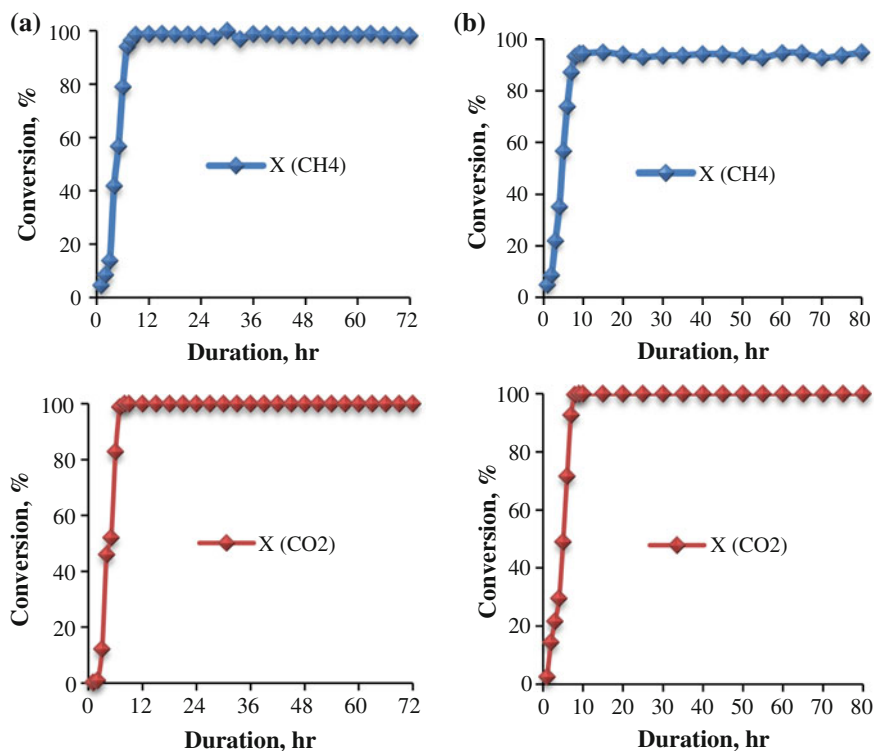 (a)
Conversion, %
100
80
60
40
20
0
X (CH4)
0 12 24 36 48 60 72
Duration, hr
(b)
Conversion, %
100
80
60
40
20
0
X (CH4)
0 10 20 30 40 50 60 70 80
Duration, hr
Conversion, %
100
80
60
40
20
0
X (CO2)
0 12 24 36 48 60 72
Duration, hr
Conversion, %
100
80
60
40
20
0
X (CO2)
0 10 20 30 40 50 60 70 80
Duration, hr